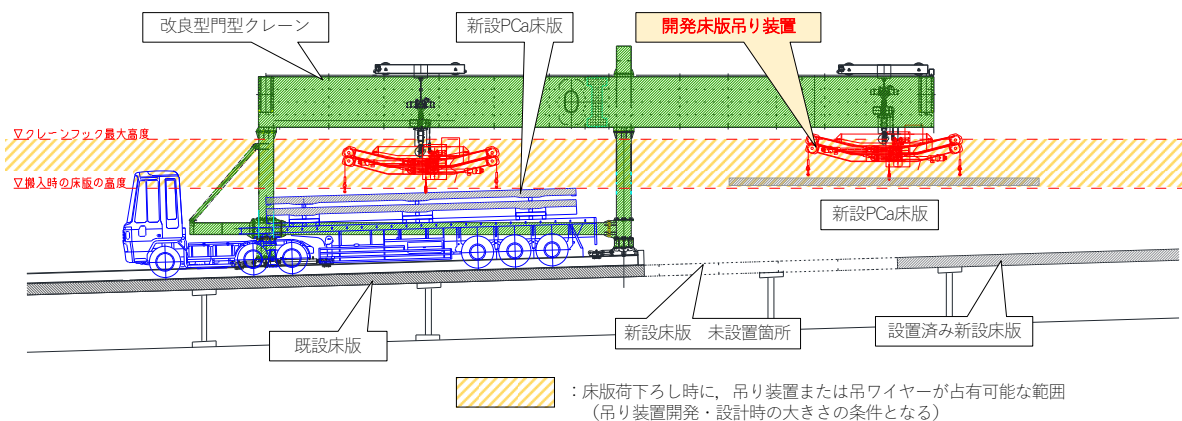 改良型門型クレーン
新設PCa床版
開発床版吊り装置
▽クレーンフック最大高度
▽搬入時の床版の高度
新設PCa床版
新設床版　未設置箇所
設置済み新設床版
既設床版
：床版荷下ろし時に，吊り装置または吊ワイヤーが占有可能な範囲
（吊り装置開発・設計時の大きさの条件となる）